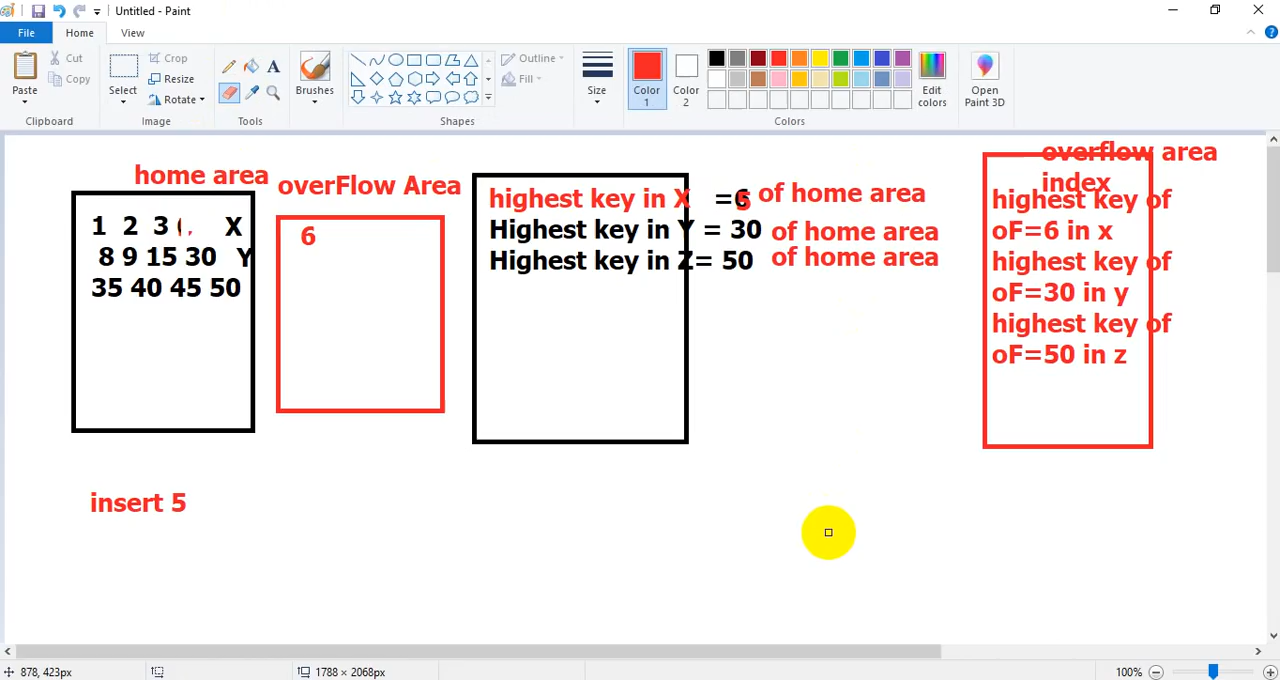 Untitled - Paint
File Home View
Paste
Cut
Copy
Clipboard
Select
Crop
Resize
Rotate
Image
Tools
Brushes
Shapes
Outline
Fill
Size
Color 1
Color 2
Colors
Edit colors
Open Paint 3D
home area
1 2 3 X
8 9 15 30 Y
35 40 45 50
overFlow Area
6
highest key in X = 5 of home area
Highest key in Y = 30 of home area
Highest key in Z= 50 of home area
overflow area
index
highest key of
oF=6 in x
highest key of
oF=30 in y
highest key of
oF=50 in z
insert 5
878, 423px
1788 × 2068px
100%